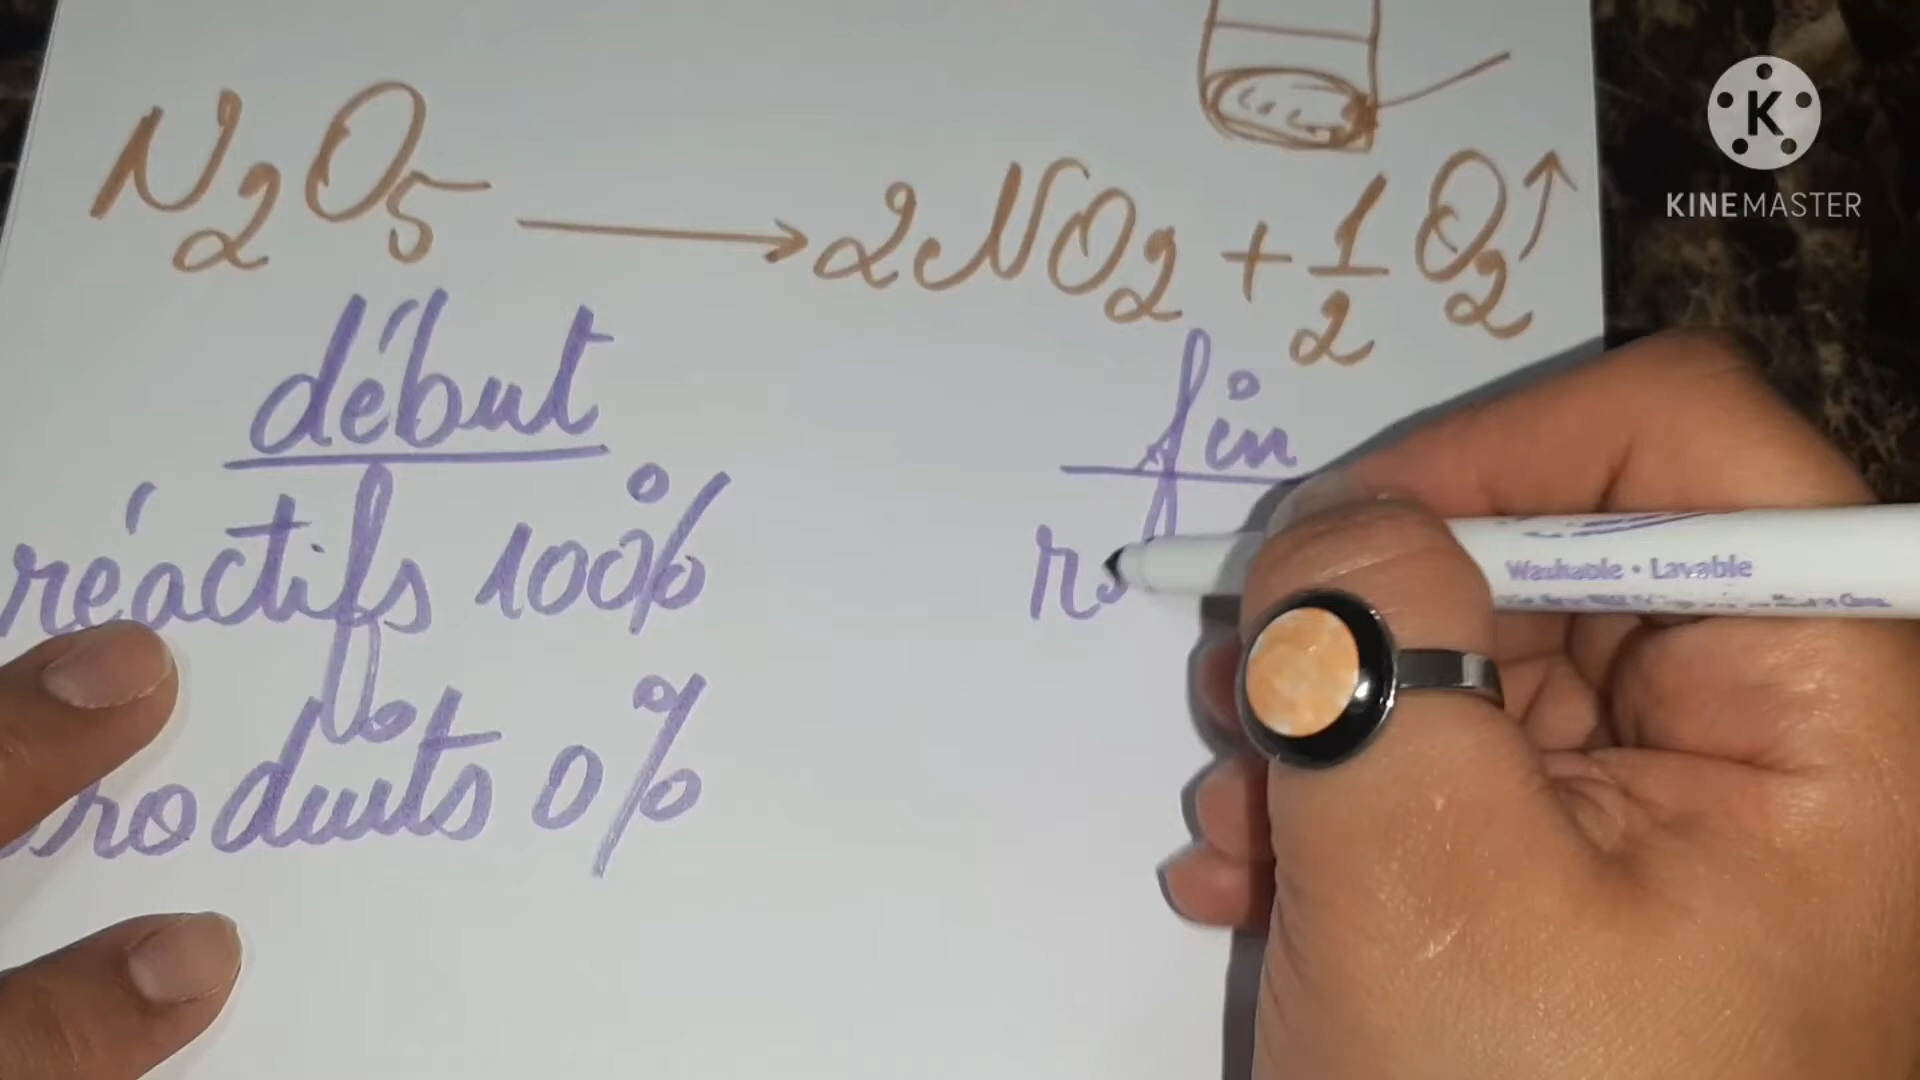 N₂O₅ → 2NO₂ + 1/2 O₂↑
début
fin
réactifs 100%
produits 0%
Washable • Lavable
KINEMASTER